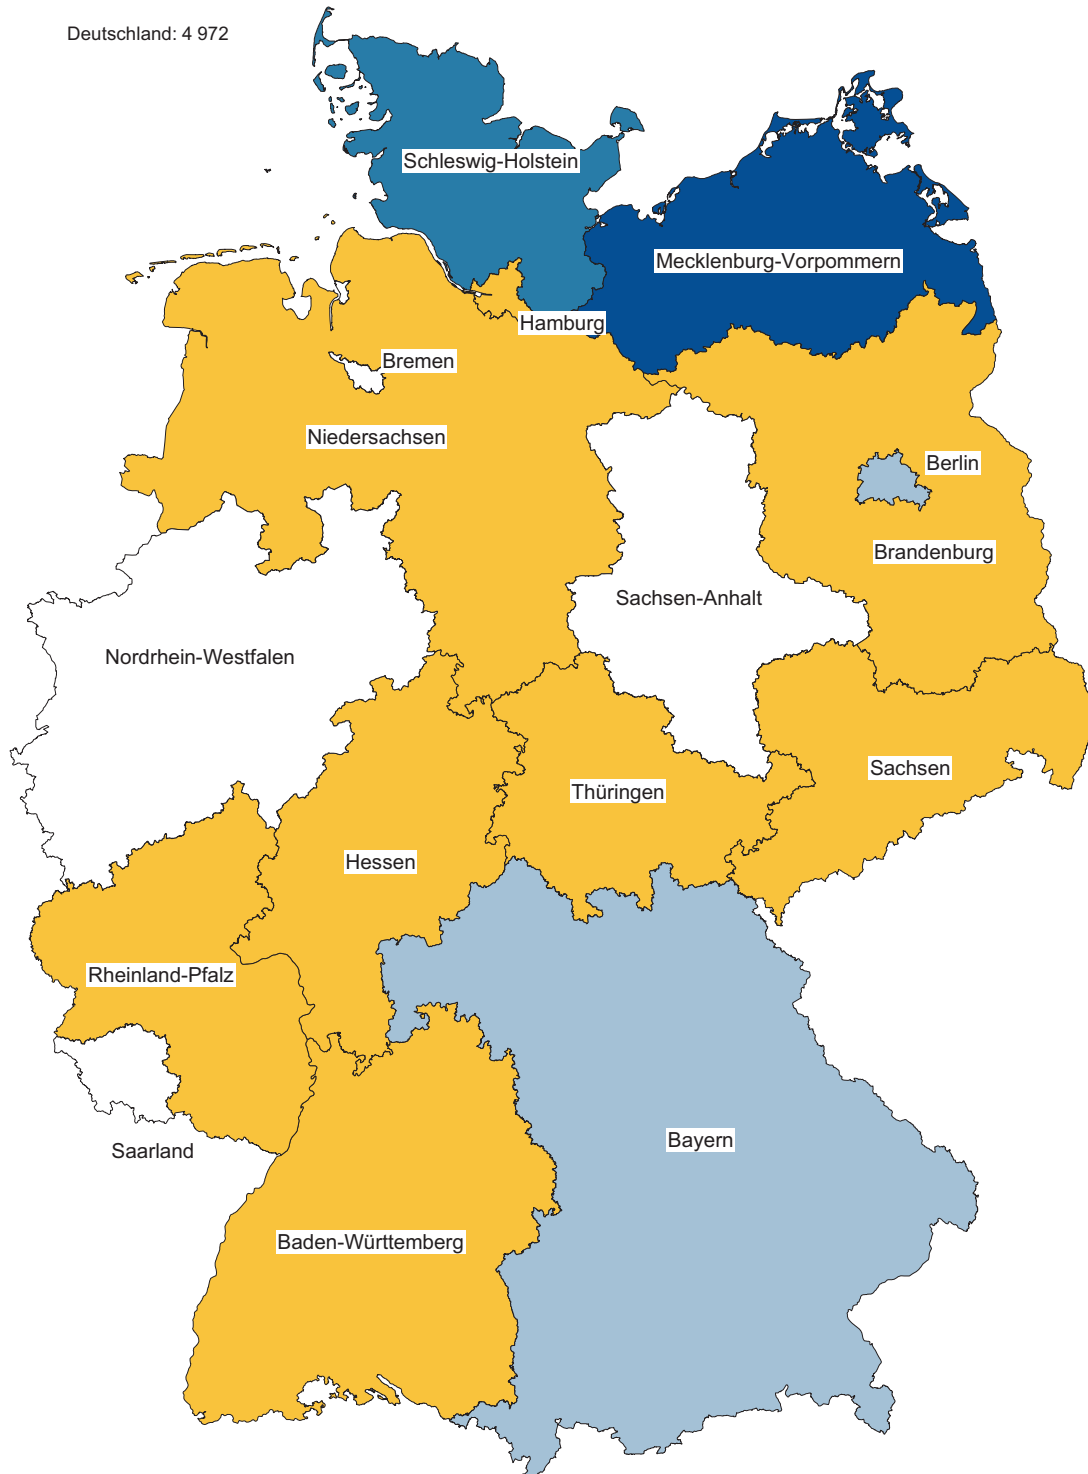 Deutschland: 4 972
Schleswig-Holstein
Mecklenburg-Vorpommern
Hamburg
Bremen
Niedersachsen
Berlin
Brandenburg
Sachsen-Anhalt
Nordrhein-Westfalen
Sachsen
Thüringen
Hessen
Rheinland-Pfalz
Bayern
Saarland
Baden-Württemberg